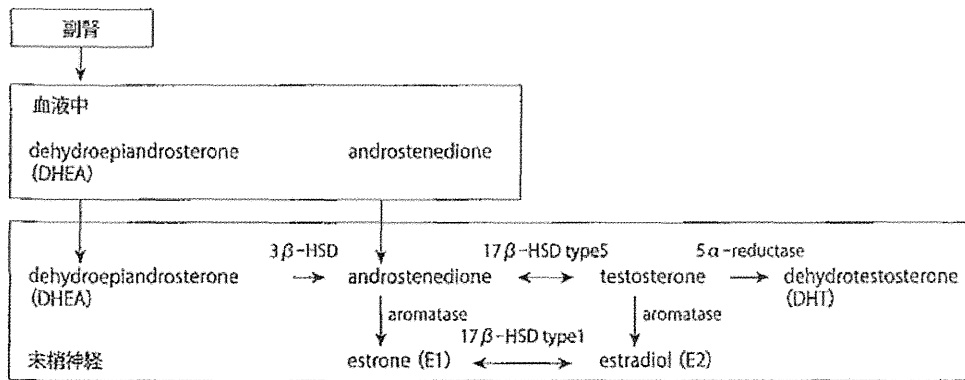 副腎
血液中
dehydroepiandrosterone
(DHEA)
androstenedione
3β-HSD
17β-HSD type5
5α-reductase
dehydroepiandrosterone
(DHEA)
androstenedione
testosterone
dehydrotestosterone
(DHT)
aromatase
aromatase
17β-HSD type1
末梢神経
estrone (E1)
estradiol (E2)